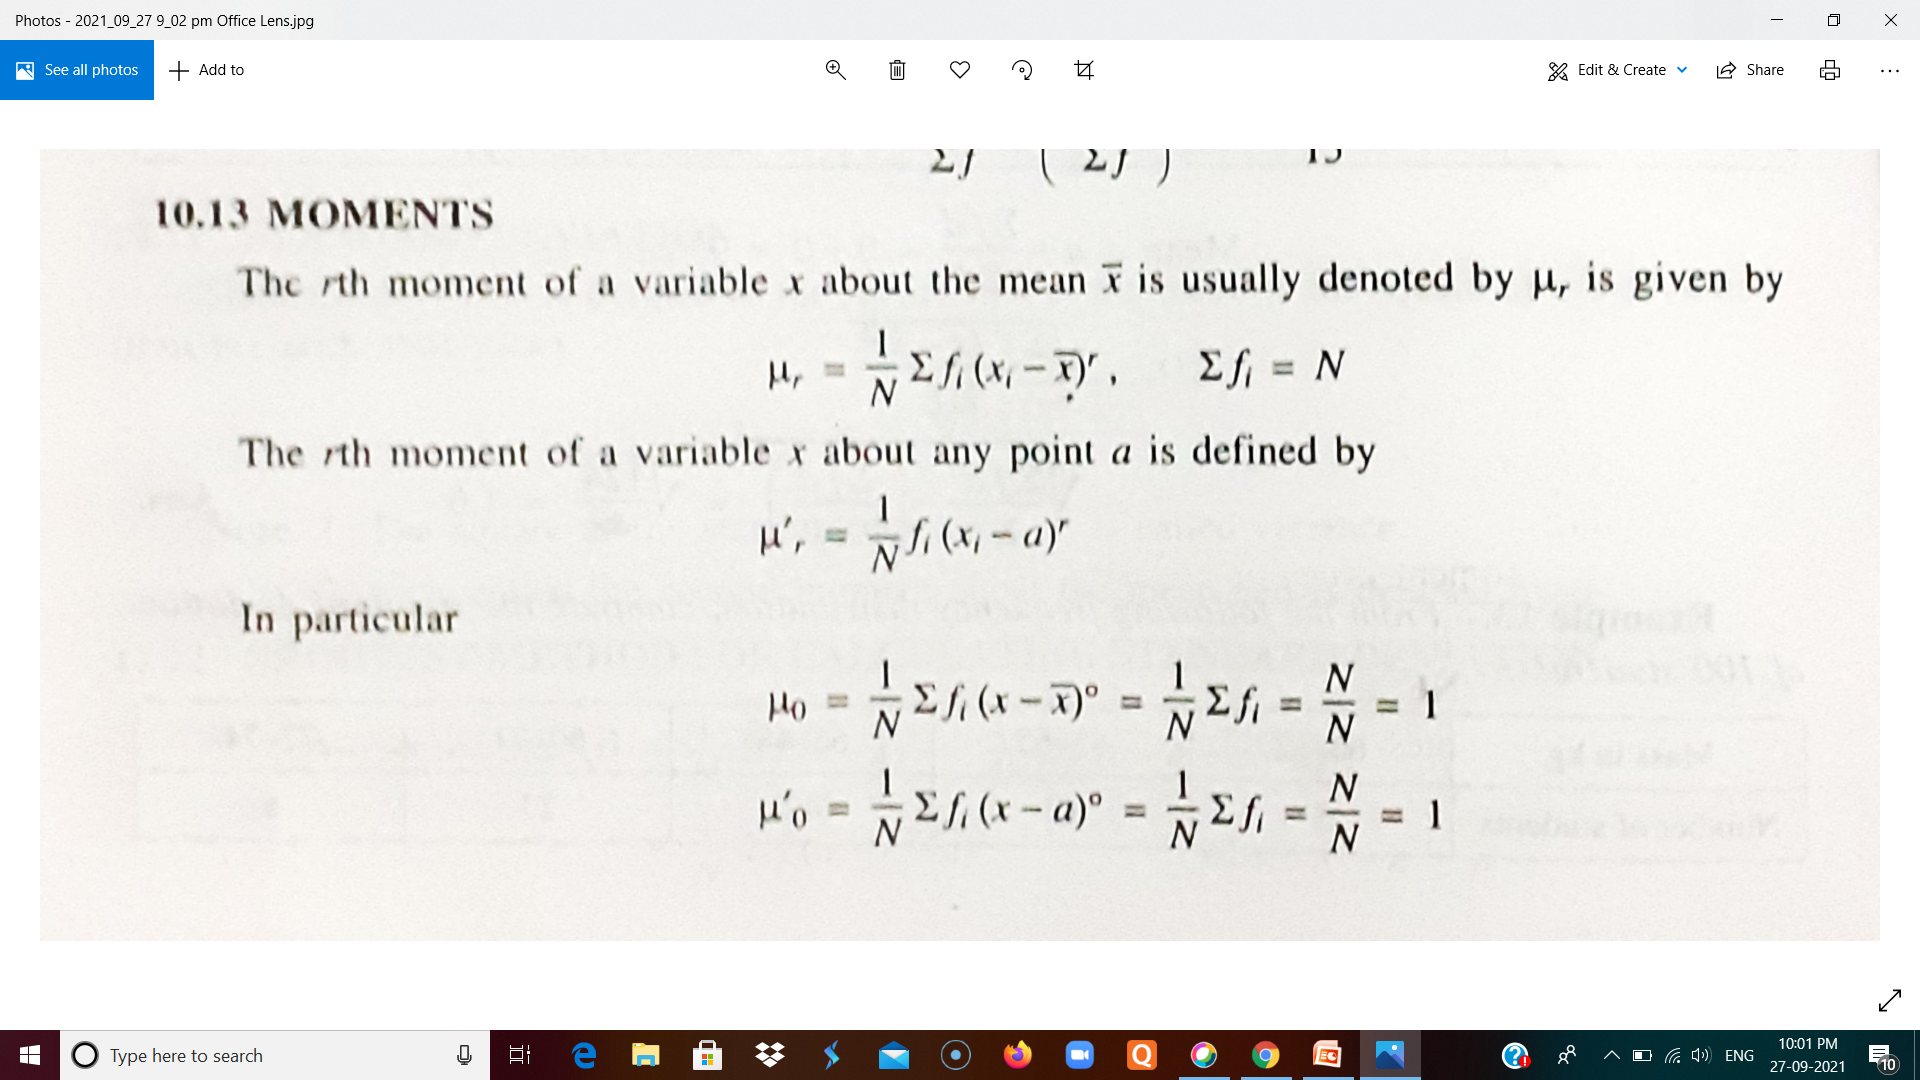 Photos - 2021_09_27 9_02 pm Office Lens.jpg
See all photos
Add to
Edit & Create
Share
10.13 MOMENTS
The rth moment of a variable x about the mean x̄ is usually denoted by μᵣ is given by
μᵣ = 1/N Σ fᵢ (xᵢ – x̄)ʳ, Σ fᵢ = N
The rth moment of a variable x about any point a is defined by
μ′ᵣ = 1/N fᵢ (xᵢ – a)ʳ
In particular
μ₀ = 1/N Σ fᵢ (x – x̄)⁰ = 1/N Σ fᵢ = N/N = 1
μ′₀ = 1/N Σ fᵢ (x – a)⁰ = 1/N Σ fᵢ = N/N = 1
Type here to search
ENG
10:01 PM
27-09-2021
10